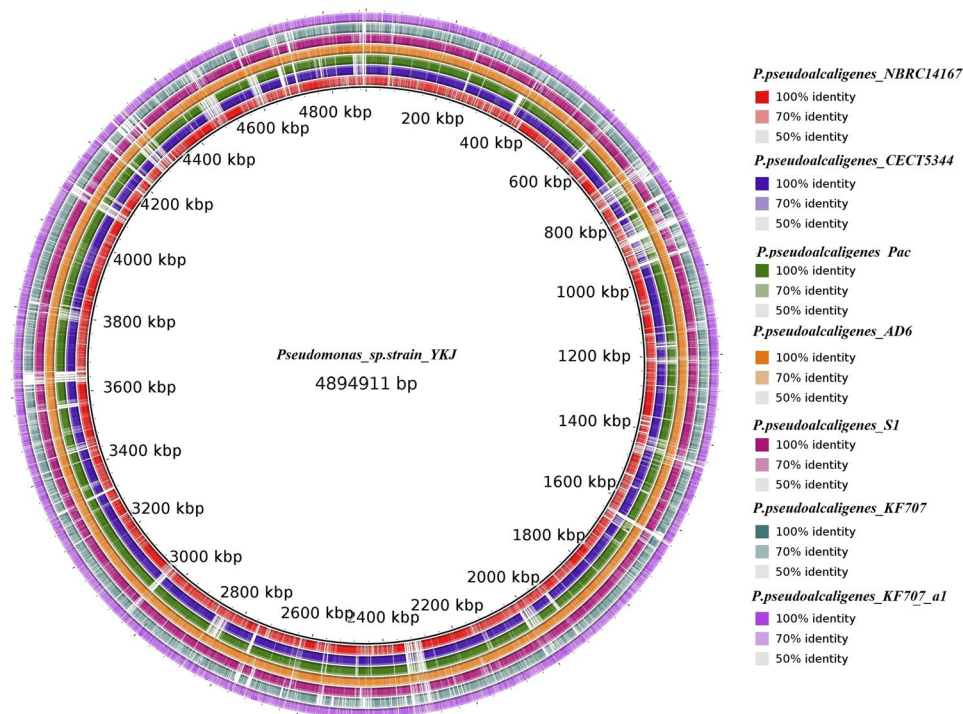 P.pseudoalcaligenes_NBRC14167
100% identity
70% identity
50% identity
P.pseudoalcaligenes_CECT5344
100% identity
70% identity
50% identity
P.pseudoalcaligenes_Pac
100% identity
70% identity
50% identity
P.pseudoalcaligenes_AD6
100% identity
70% identity
50% identity
P.pseudoalcaligenes_S1
100% identity
70% identity
50% identity
P.pseudoalcaligenes_KF707
100% identity
70% identity
50% identity
P.pseudoalcaligenes_KF707_a1
100% identity
70% identity
50% identity
Pseudomonas_sp.strain_YKJ
4894911 bp
200 kbp
400 kbp
600 kbp
800 kbp
1000 kbp
1200 kbp
1400 kbp
1600 kbp
1800 kbp
2000 kbp
2200 kbp
2400 kbp
2600 kbp
2800 kbp
3000 kbp
3200 kbp
3400 kbp
3600 kbp
3800 kbp
4000 kbp
4200 kbp
4400 kbp
4600 kbp
4800 kbp